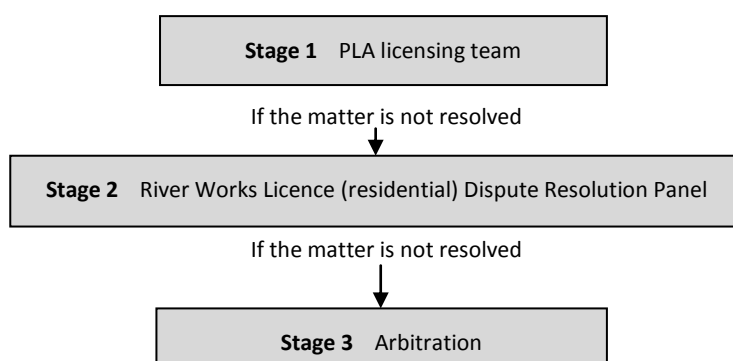 Stage 1 PLA licensing team
If the matter is not resolved
Stage 2 River Works Licence (residential) Dispute Resolution Panel
If the matter is not resolved
Stage 3 Arbitration